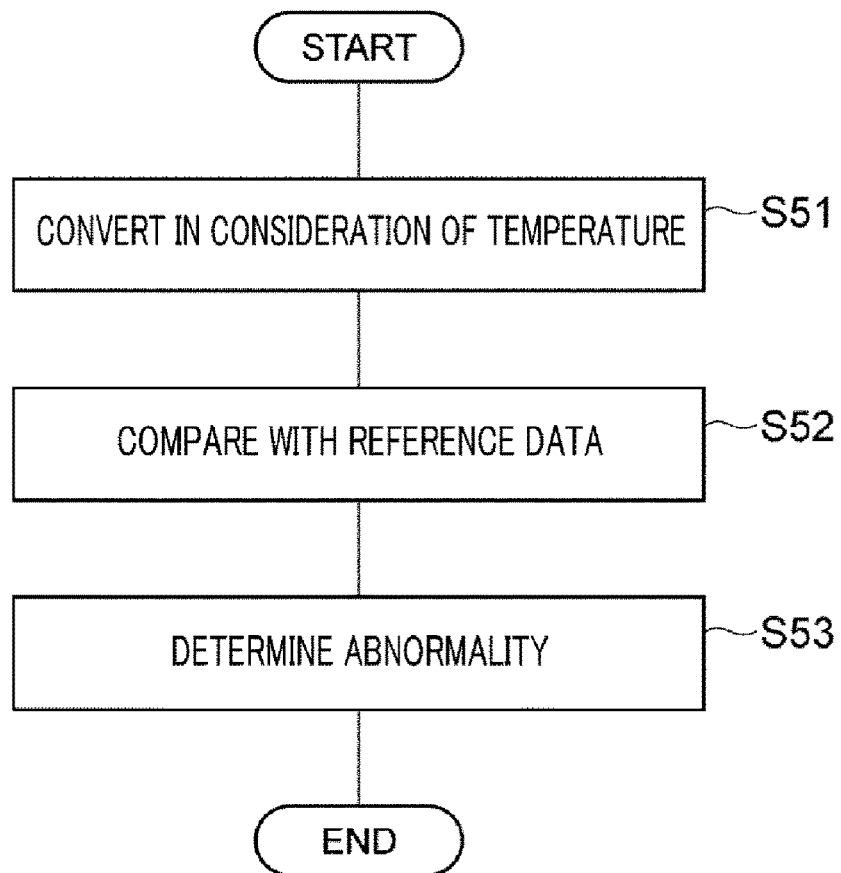 START
CONVERT IN CONSIDERATION OF TEMPERATURE
S51
COMPARE WITH REFERENCE DATA
S52
DETERMINE ABNORMALITY
S53
END